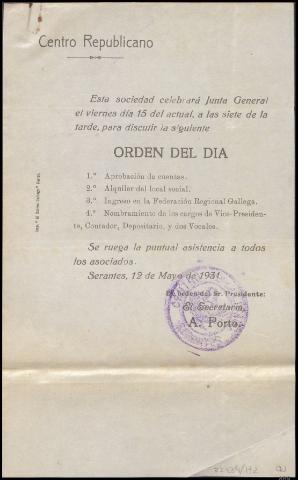 Centro Republicano
Esta sociedad celebrará Junta General
el viernes día 15 del actual, a las siete de la
tarde, para discutir la siguiente
ORDEN DEL DIA
1.º Aprobación de cuentas.
2.º Alquiler del local social.
3.º Ingreso en la Federación Regional Gallega.
4.º Nombramiento de los cargos de Vice-Presiden-
te, Contador, Depositario, y dos Vocales.
Se ruega la puntual asistencia a todos
los asociados.
Serantes, 12 de Mayo de 1931.
P. orden del Sr. Presidente:
El Secretario,
A. Porto.